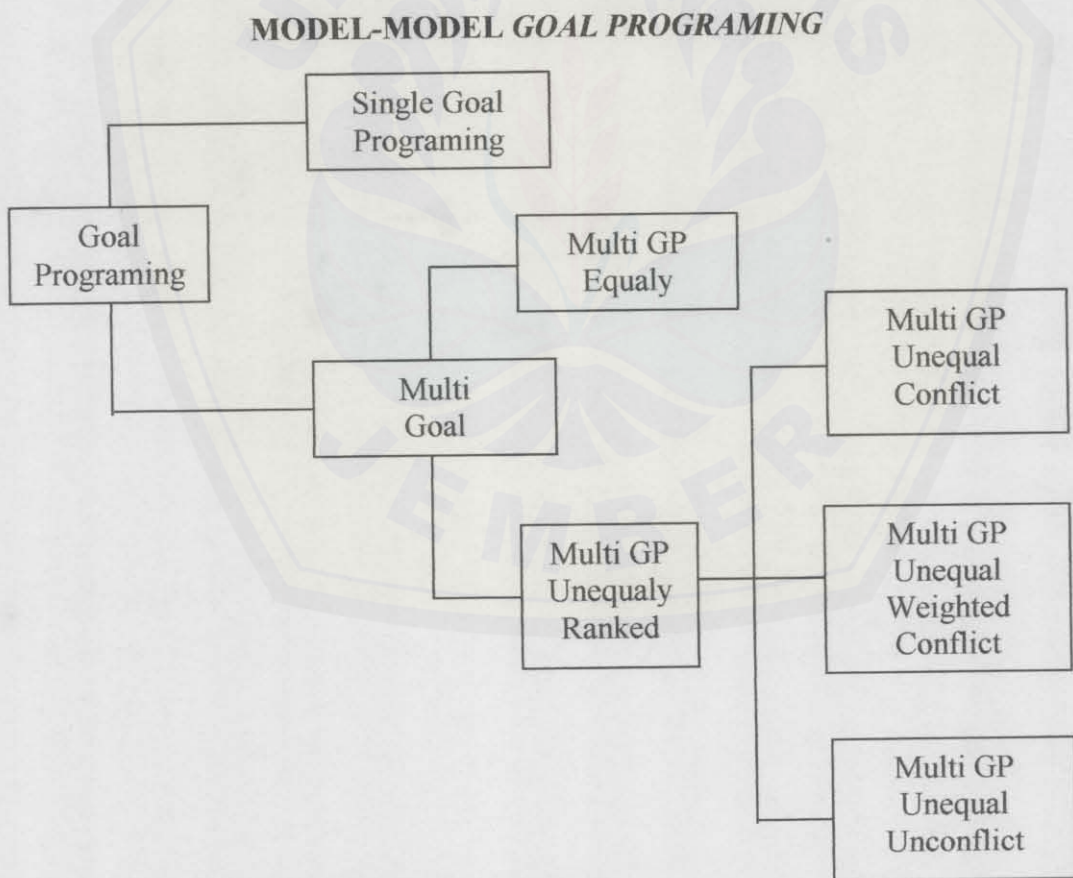 MODEL-MODEL GOAL PROGRAMING
Single Goal
Programing
Goal
Programing
Multi GP
Equaly
Multi
Goal
Multi GP
Unequaly
Ranked
Multi GP
Unequal
Conflict
Multi GP
Unequal
Weighted
Conflict
Multi GP
Unequal
Unconflict
JEMBER